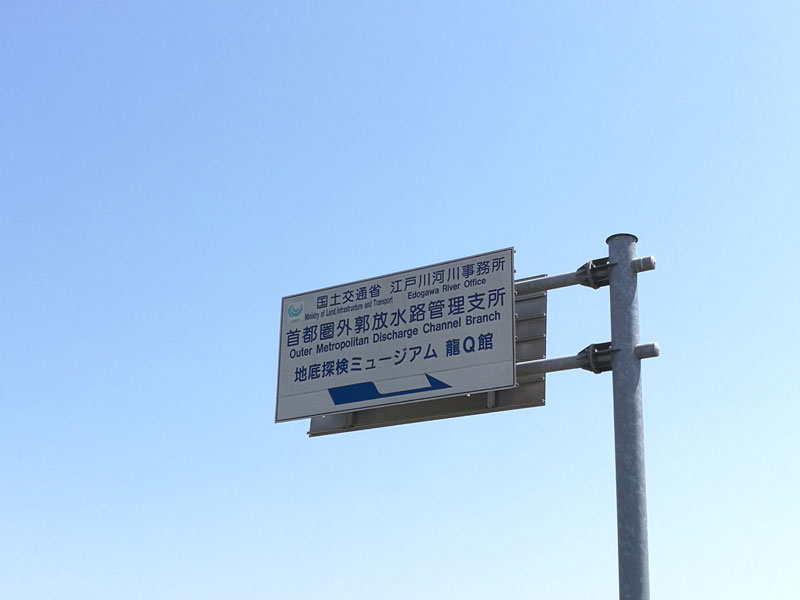 国土交通省 江戸川河川事務所
Ministry of Land,Infrastructure and Transport Edogawa River Office
首都圏外郭放水路管理支所
Outer Metropolitan Discharge Channel Branch
地底探検ミュージアム 龍Q館